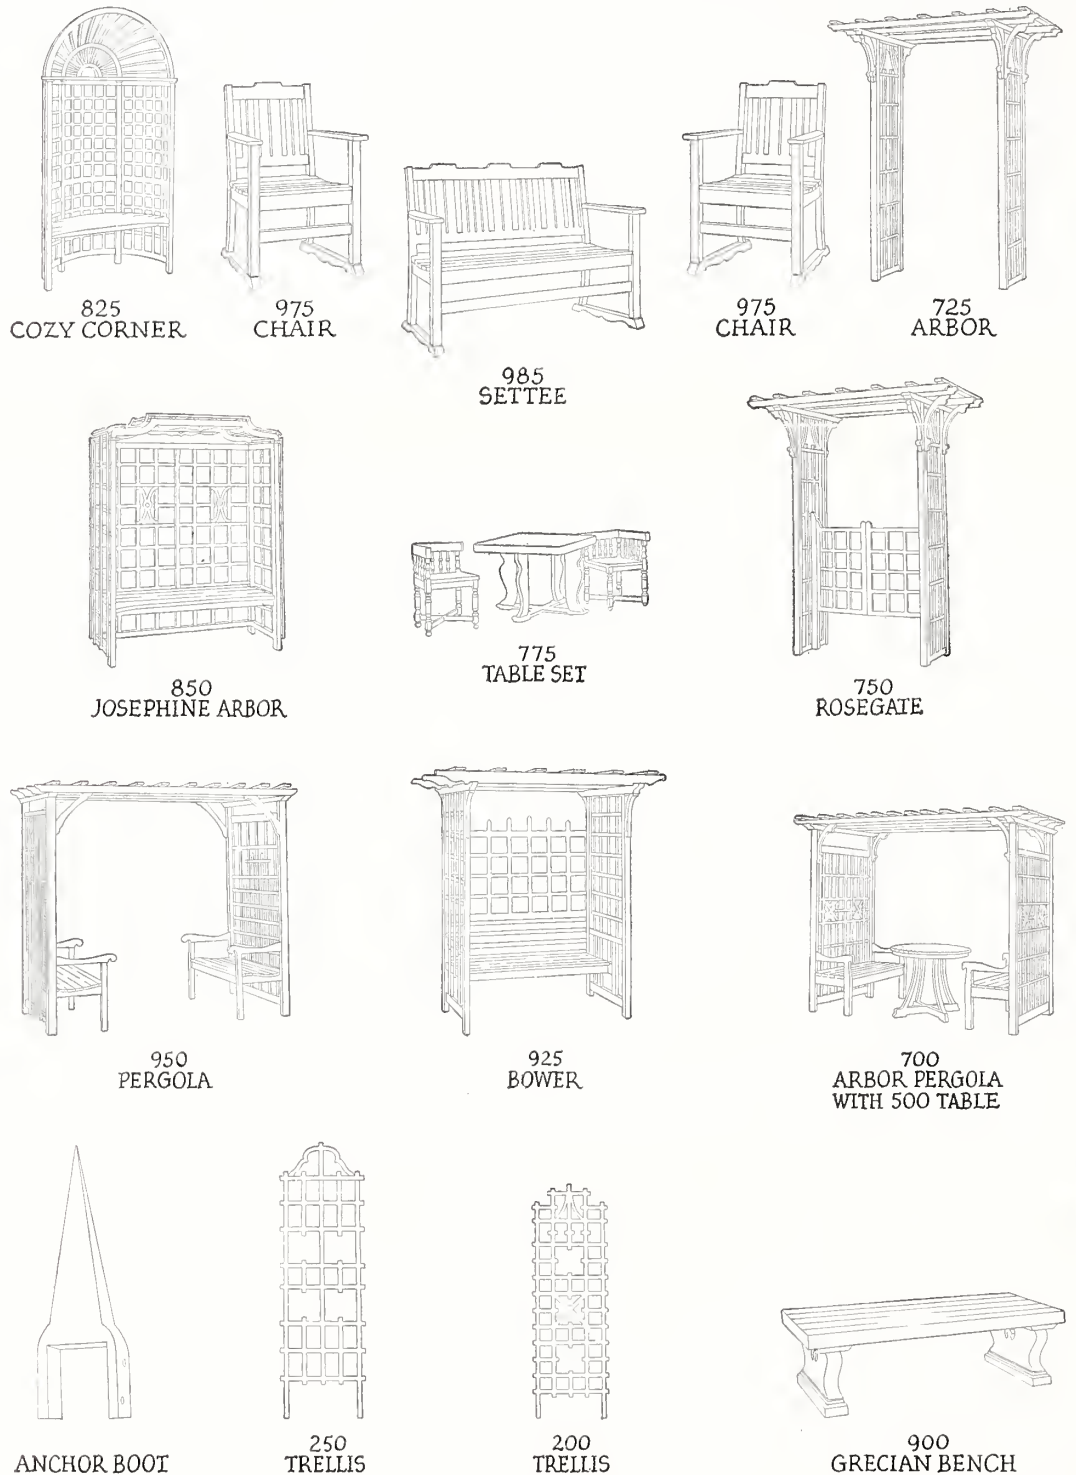 825
COZY CORNER
975
CHAIR
985
SETTEE
975
CHAIR
725
ARBOR
850
JOSEPHINE ARBOR
775
TABLE SET
750
ROSEGATE
950
PERGOLA
925
BOWER
700
ARBOR PERGOLA
WITH 500 TABLE
ANCHOR BOOT
250
TRELLIS
200
TRELLIS
900
GRECIAN BENCH